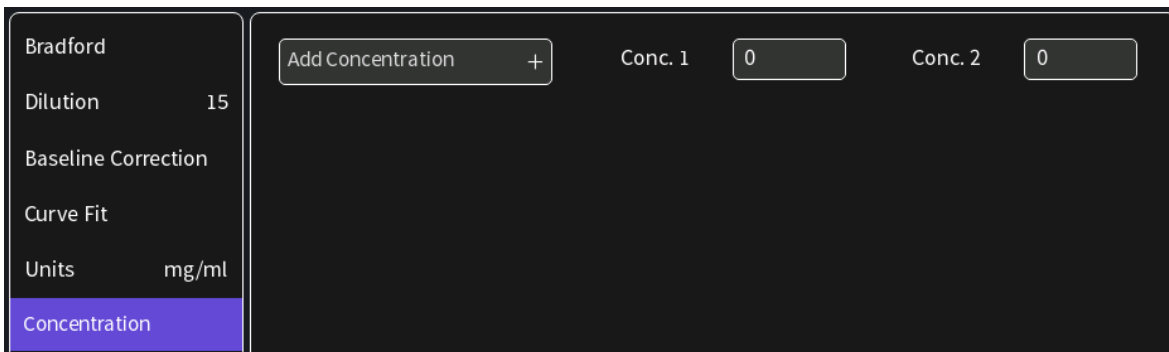 Bradford
Dilution 15
Baseline Correction
Curve Fit
Units mg/ml
Concentration
Add Concentration +
Conc. 1 0
Conc. 2 0